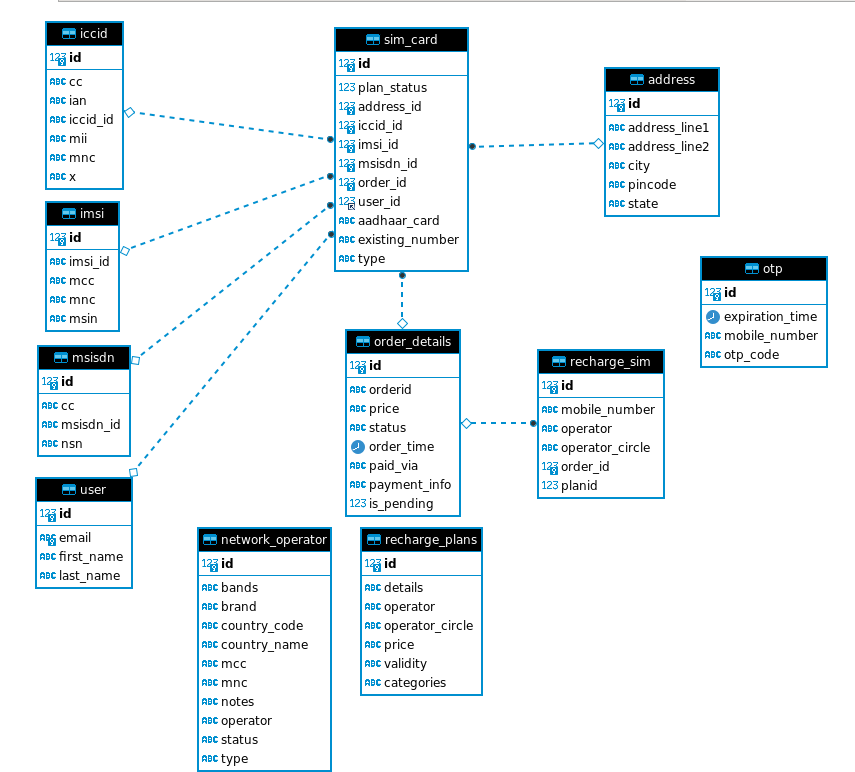 iccid
id
cc
ian
iccid_id
mii
mnc
x
sim_card
id
plan_status
address_id
iccid_id
imsi_id
msisdn_id
order_id
user_id
aadhaar_card
existing_number
type
address
id
address_line1
address_line2
city
pincode
state
imsi
id
imsi_id
mcc
mnc
msin
otp
id
expiration_time
mobile_number
otp_code
msisdn
id
cc
msisdn_id
nsn
order_details
id
orderid
price
status
order_time
paid_via
payment_info
is_pending
recharge_sim
id
mobile_number
operator
operator_circle
order_id
planid
user
id
email
first_name
last_name
network_operator
id
bands
brand
country_code
country_name
mcc
mnc
notes
operator
status
type
recharge_plans
id
details
operator
operator_circle
price
validity
categories